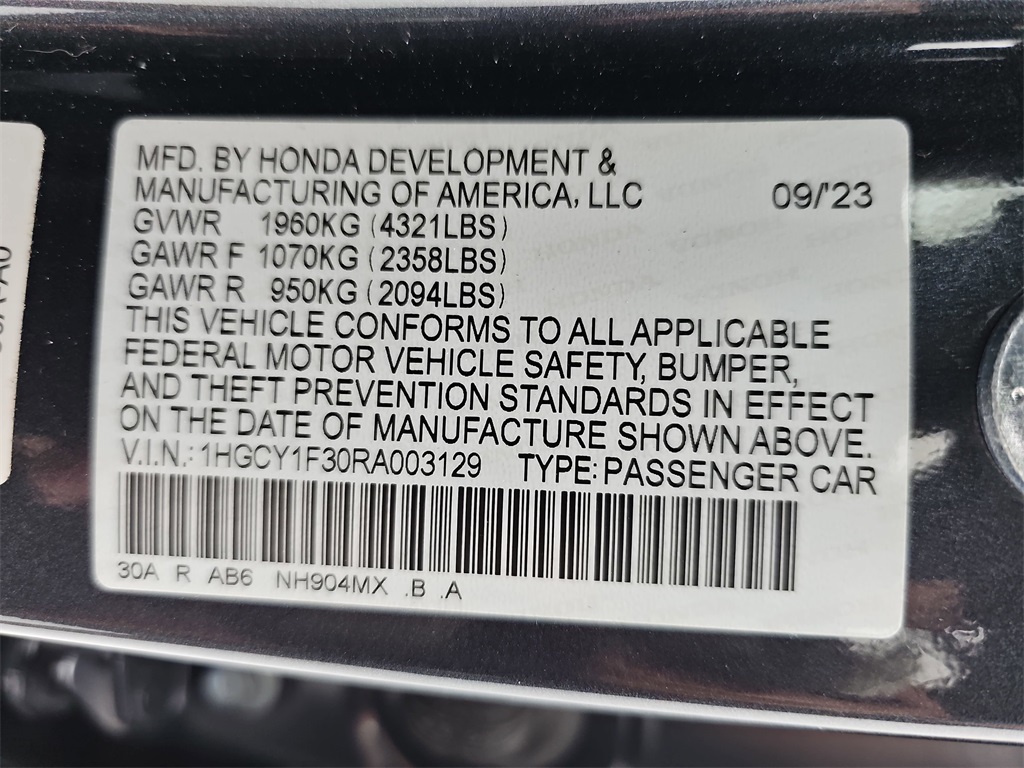 MFD. BY HONDA DEVELOPMENT &
MANUFACTURING OF AMERICA, LLC 09/'23
GVWR 1960KG (4321LBS)
GAWR F 1070KG (2358LBS)
GAWR R 950KG (2094LBS)
THIS VEHICLE CONFORMS TO ALL APPLICABLE
FEDERAL MOTOR VEHICLE SAFETY, BUMPER,
AND THEFT PREVENTION STANDARDS IN EFFECT
ON THE DATE OF MANUFACTURE SHOWN ABOVE.
V.I.N.: 1HGCY1F30RA003129 TYPE: PASSENGER CAR
30A R AB6 NH904MX .B .A